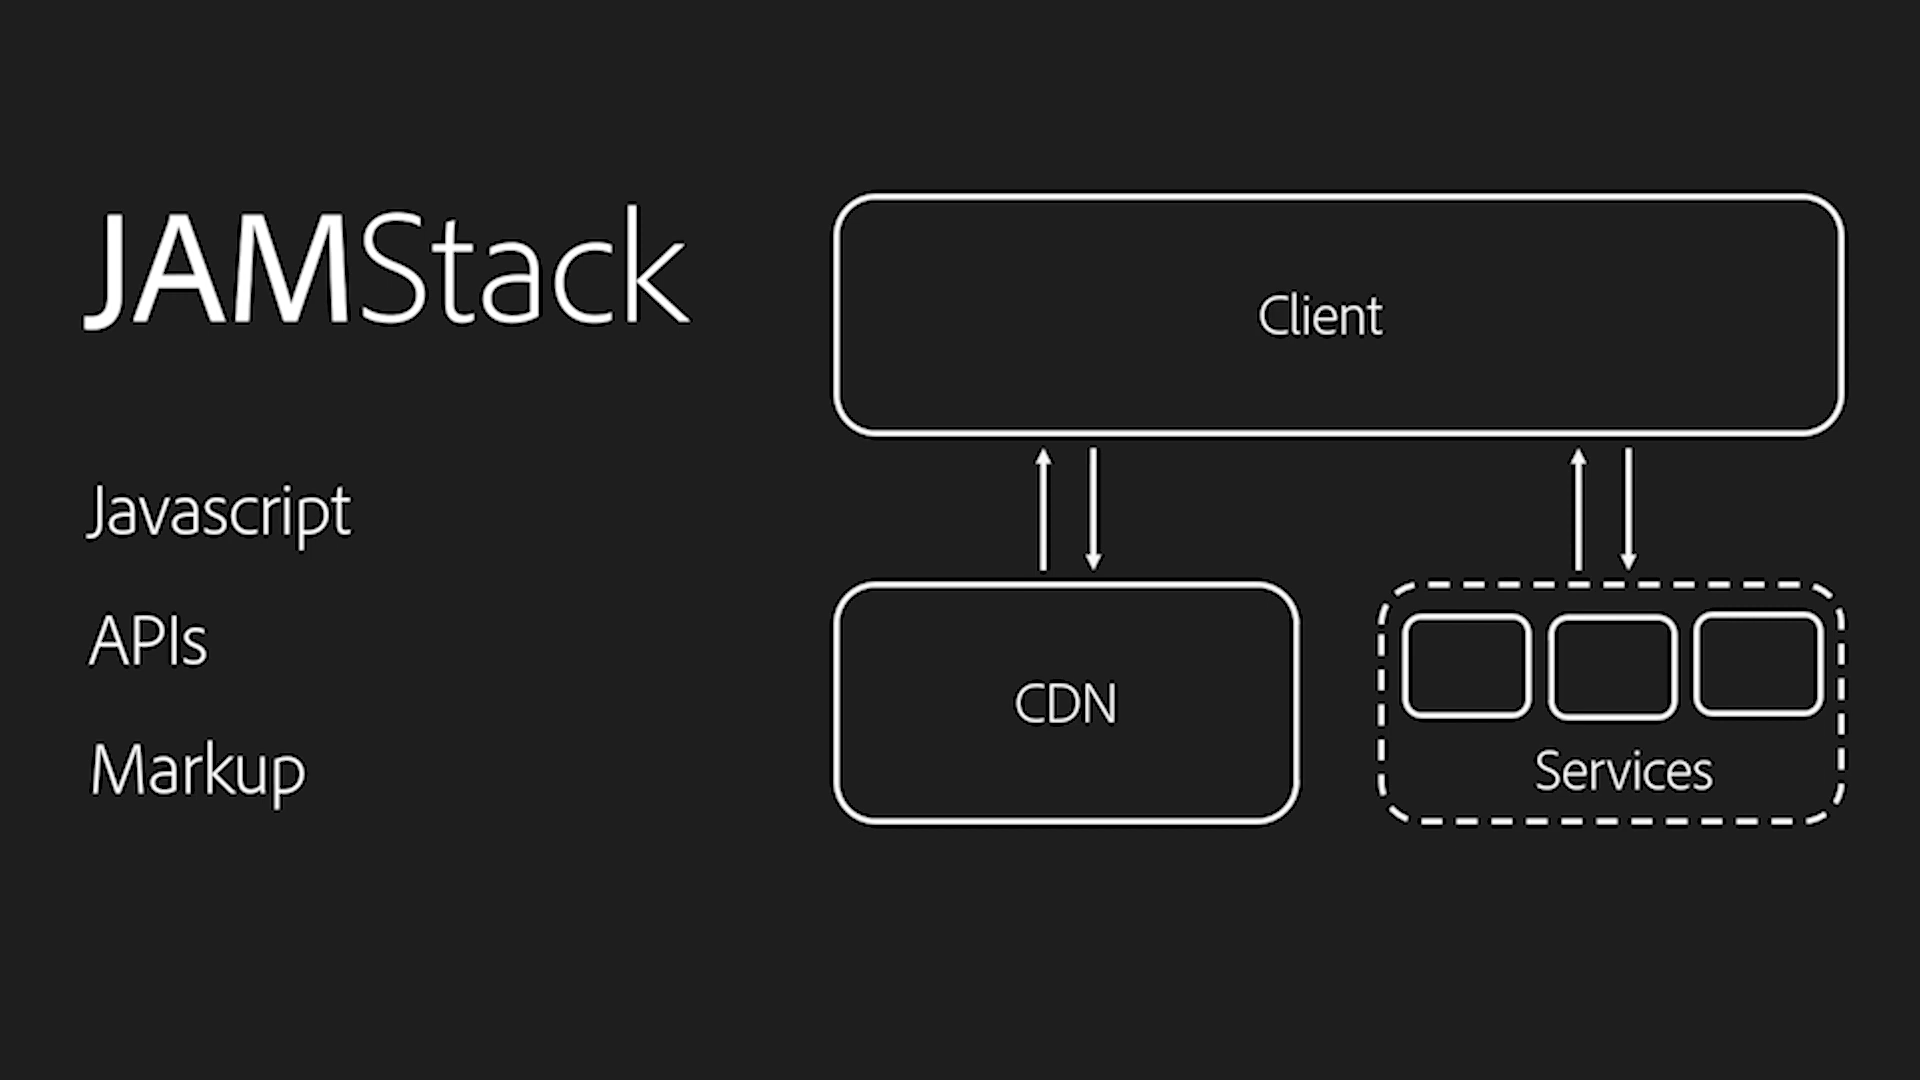 JAMStack
Javascript
APIs
Markup
Client
CDN
Services